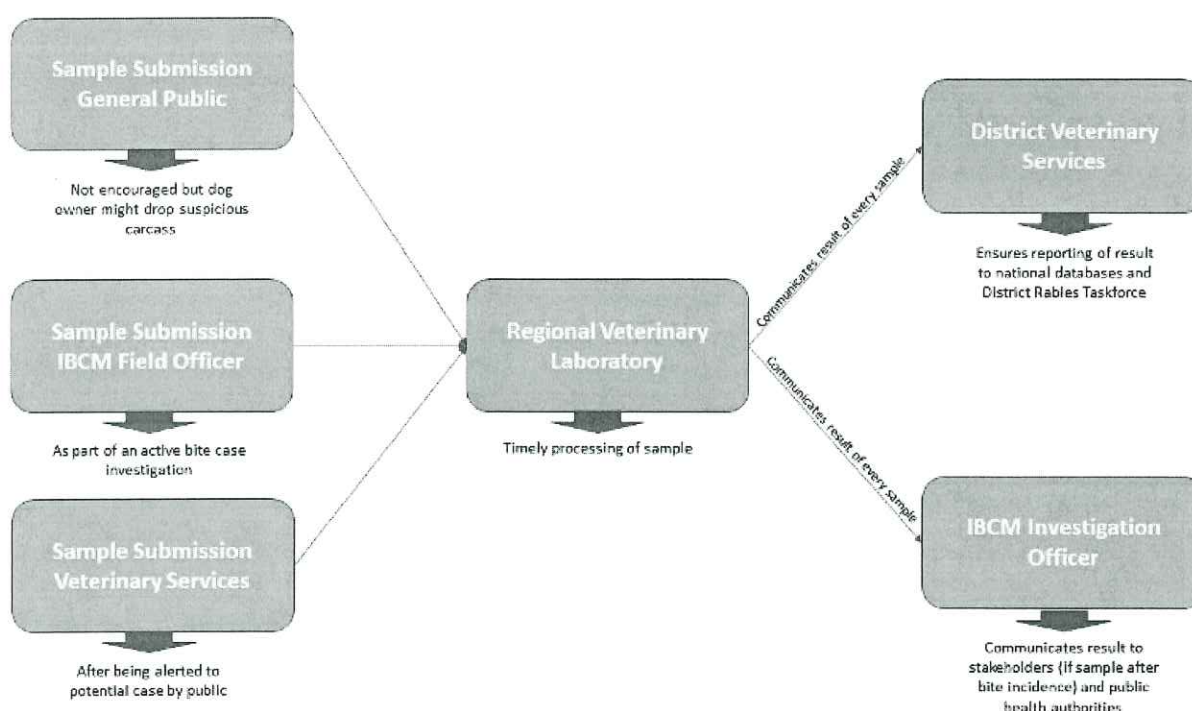 Sample Submission
General Public
Not encouraged but dog
owner might drop suspicious
carcass
Sample Submission
IBCM Field Officer
As part of an active bite case
investigation
Sample Submission
Veterinary Services
After being alerted to
potential case by public
Regional Veterinary
Laboratory
Timely processing of sample
Communicates result of every sample
Communicates result of every sample
District Veterinary
Services
Ensures reporting of result
to national databases and
District Rabies Taskforce
IBCM Investigation
Officer
Communicates result to
stakeholders (if sample after
bite incidence) and public
health authorities